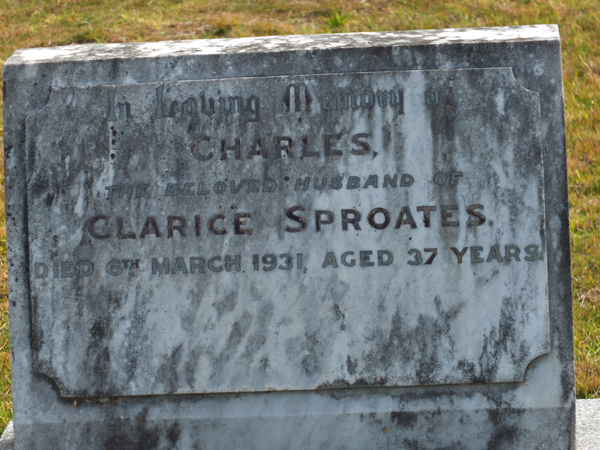 In Loving Memory of
CHARLES,
THE BELOVED HUSBAND OF
CLARICE SPROATES.
DIED 6TH MARCH 1931, AGED 37 YEARS.